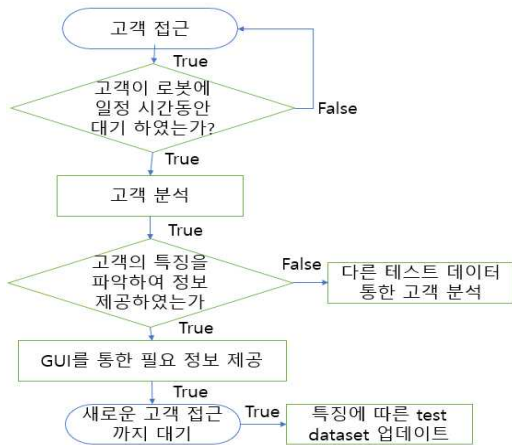 고객 접근
True
고객이 로봇에
일정 시간동안
대기 하였는가?
False
True
고객 분석
True
고객의 특징을
파악하여 정보
제공하였는가
False
다른 테스트 데이터
통한 고객 분석
True
GUI를 통한 필요 정보 제공
True
새로운 고객 접근
까지 대기
True
특징에 따른 test
dataset 업데이트